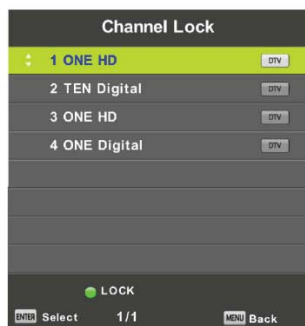 Channel Lock
1 ONE HD DTV
2 TEN Digital DTV
3 ONE HD DTV
4 ONE Digital DTV
LOCK
ENTER Select 1/1 MENU Back